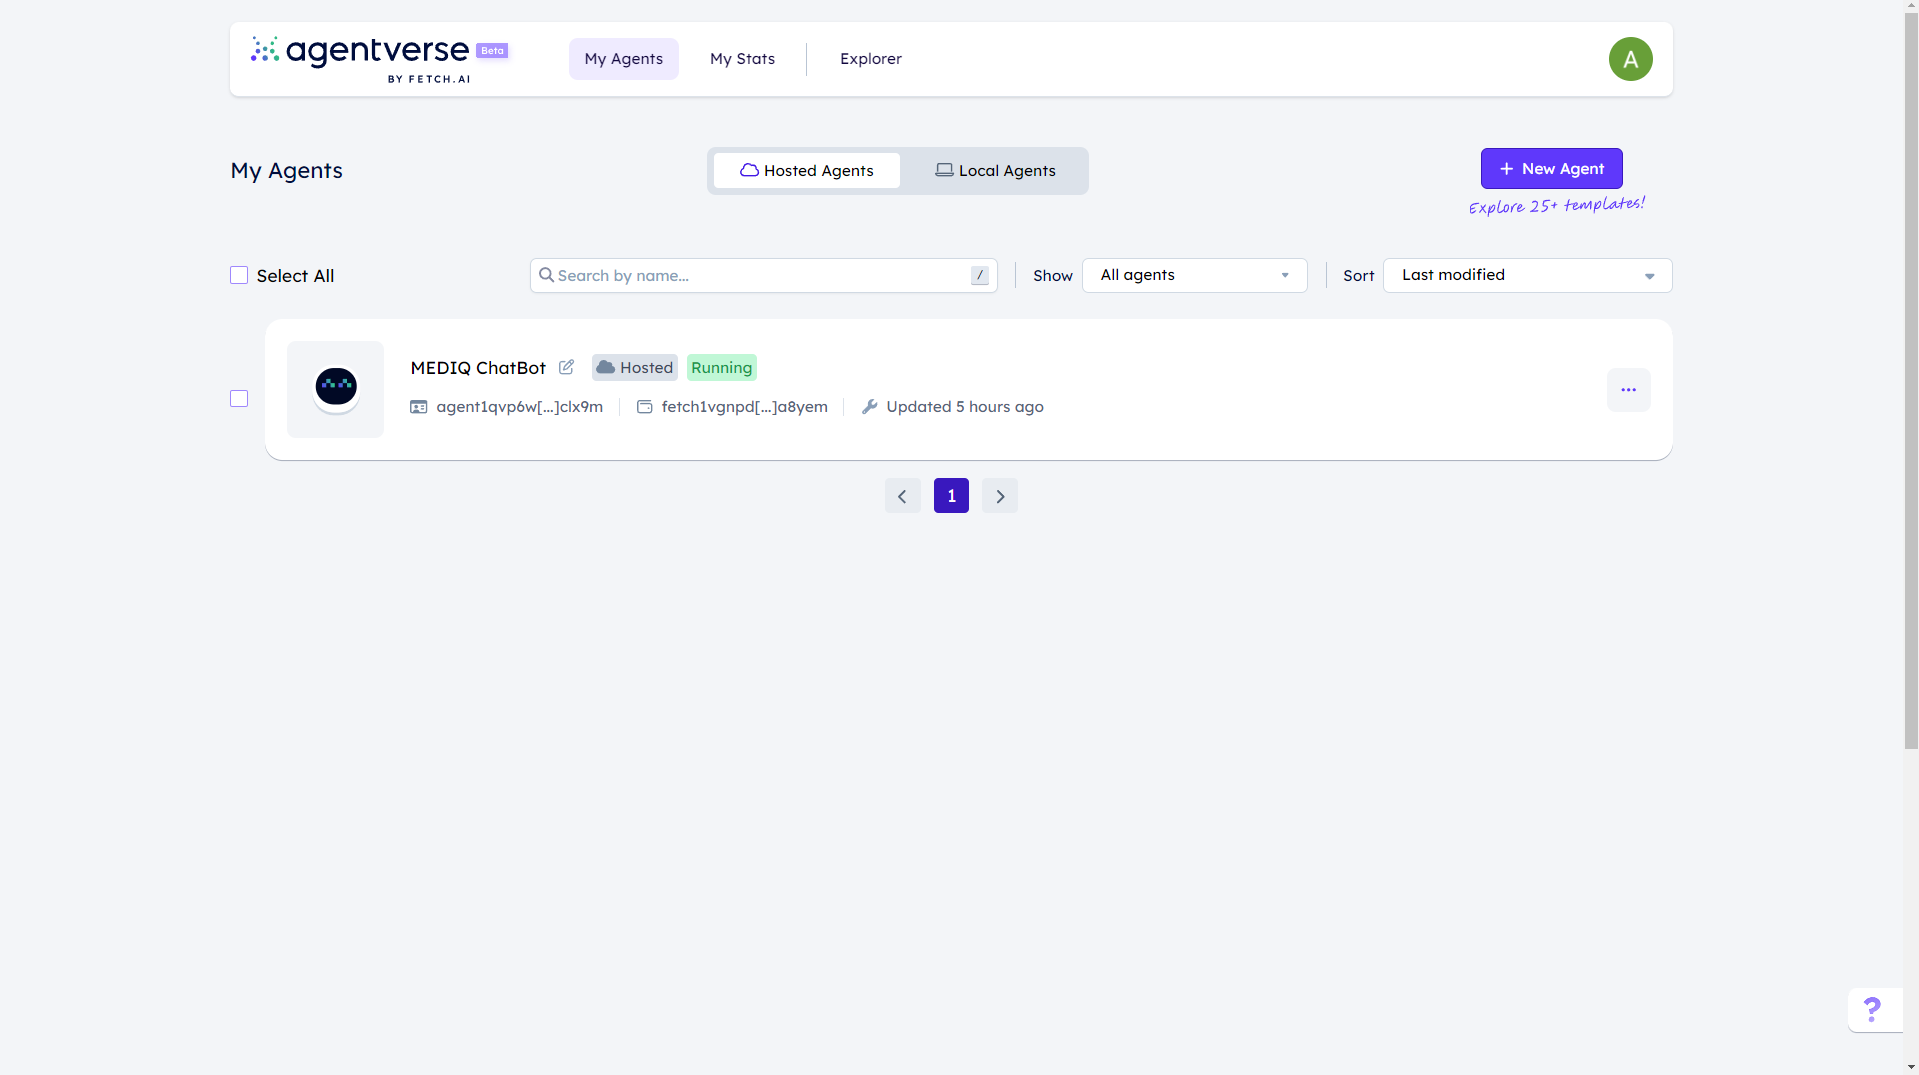 agentverse Beta
BY FETCH.AI
My Agents
My Stats
Explorer
A
My Agents
Hosted Agents
Local Agents
+ New Agent
Explore 25+ templates!
Select All
Search by name...
/
Show
All agents
Sort
Last modified
MEDIQ ChatBot
Hosted
Running
agent1qvp6w[...]clx9m
fetch1vgnpd[...]a8yem
Updated 5 hours ago
1
?